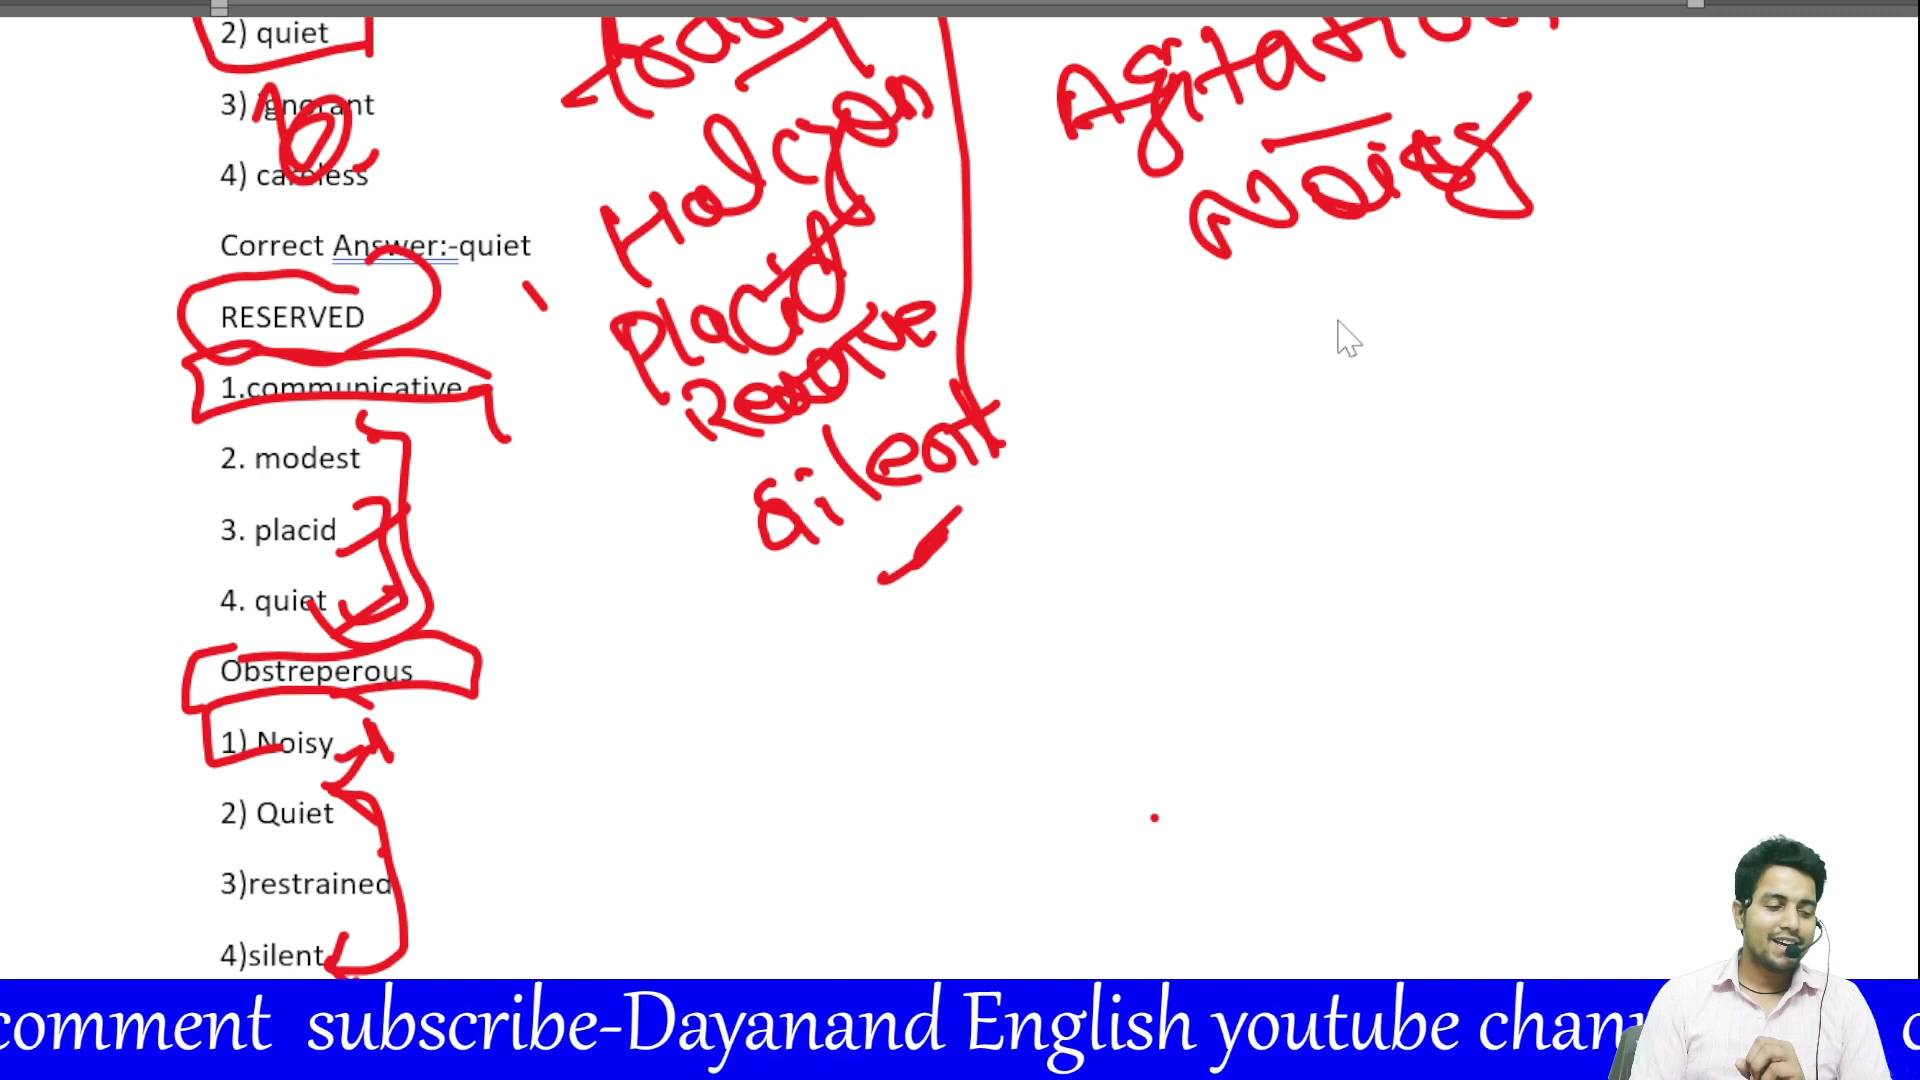 2) quiet
3) ignorant
4) careless
Correct Answer:-quiet
RESERVED
1.communicative
2. modest
3. placid
4. quiet
Obstreperous
1) Noisy
2) Quiet
3)restrained
4)silent
Halcyon
Placid
Reserve
Silent
Agitation
Noisy
comment subscribe-Dayanand English youtube chan